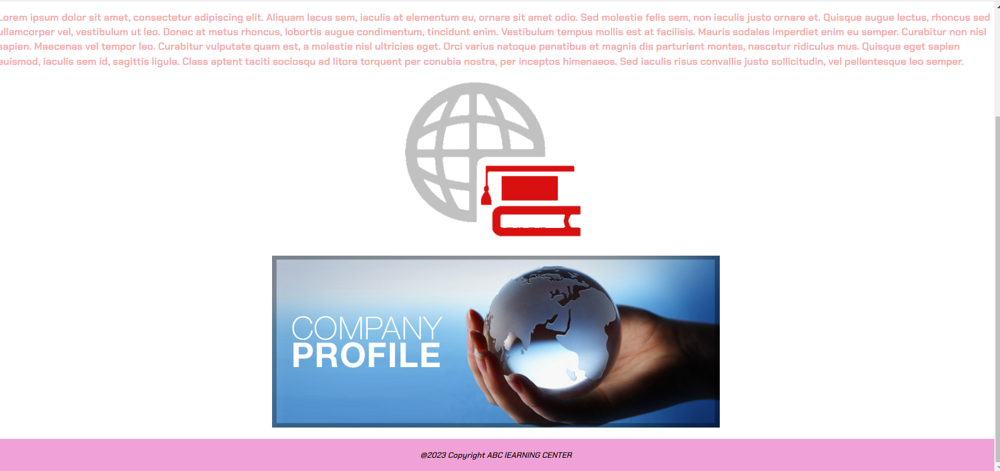 Lorem ipsum dolor sit amet, consectetur adipiscing elit. Aliquam lacus sem, iaculis at elementum eu, ornare sit amet odio. Sed molestie felis sem, non iaculis justo ornare et. Quisque augue lectus, rhoncus sed
ullamcorper vel, vestibulum ut leo. Donec at metus rhoncus, lobortis augue condimentum, tincidunt enim. Vestibulum tempus mollis est at facilisis. Mauris sodales imperdiet enim eu semper. Curabitur non nisl
sapien. Maecenas vel tempor leo. Curabitur vulputate quam est, a molestie nisl ultricies eget. Orci varius natoque penatibus et magnis dis parturient montes, nascetur ridiculus mus. Quisque eget sapien
euismod, iaculis sem id, sagittis ligula. Class aptent taciti sociosqu ad litora torquent per conubia nostra, per inceptos himenaeos. Sed iaculis risus convallis justo sollicitudin, vel pellentesque leo semper.
COMPANY
PROFILE
@2023 Copyright ABC lEARNING CENTER